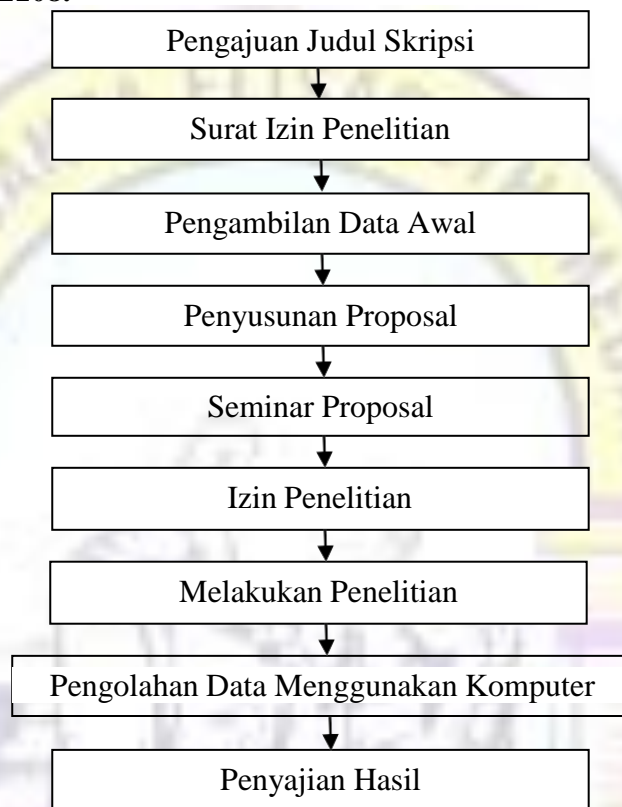 Pengajuan Judul Skripsi
Surat Izin Penelitian
Pengambilan Data Awal
Penyusunan Proposal
Seminar Proposal
Izin Penelitian
Melakukan Penelitian
Pengolahan Data Menggunakan Komputer
Penyajian Hasil